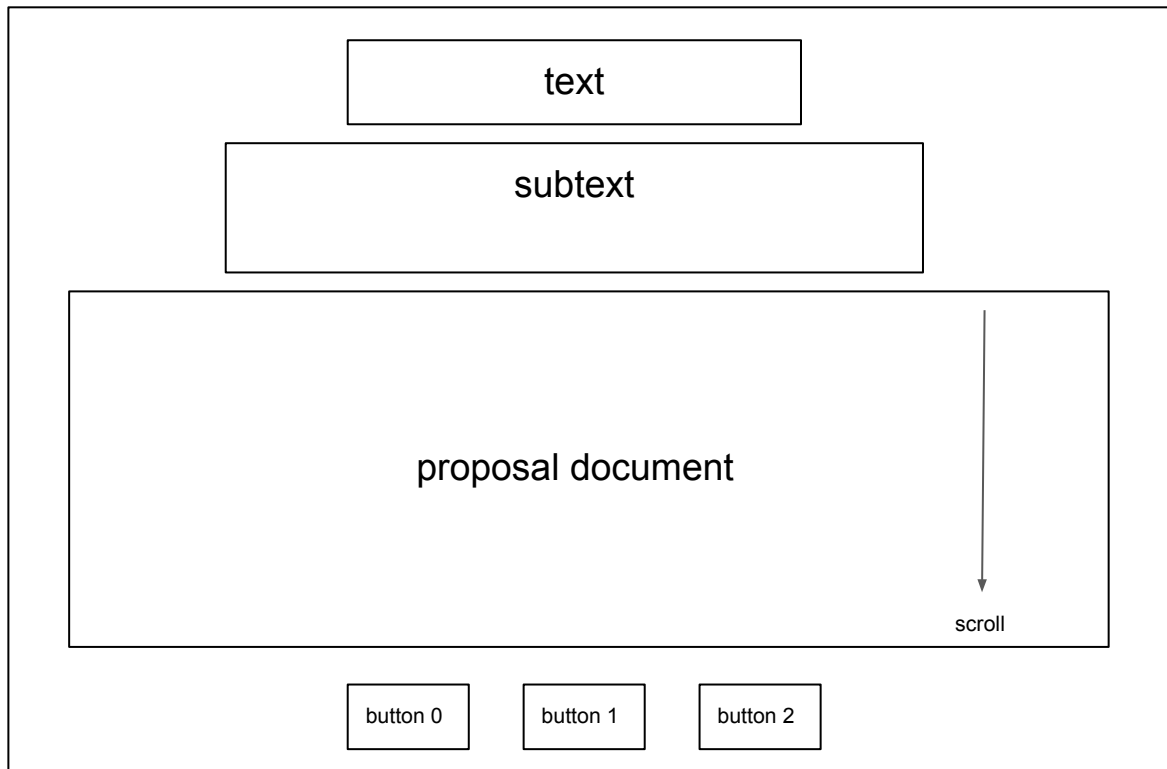 text
subtext
proposal document
scroll
button 0
button 1
button 2